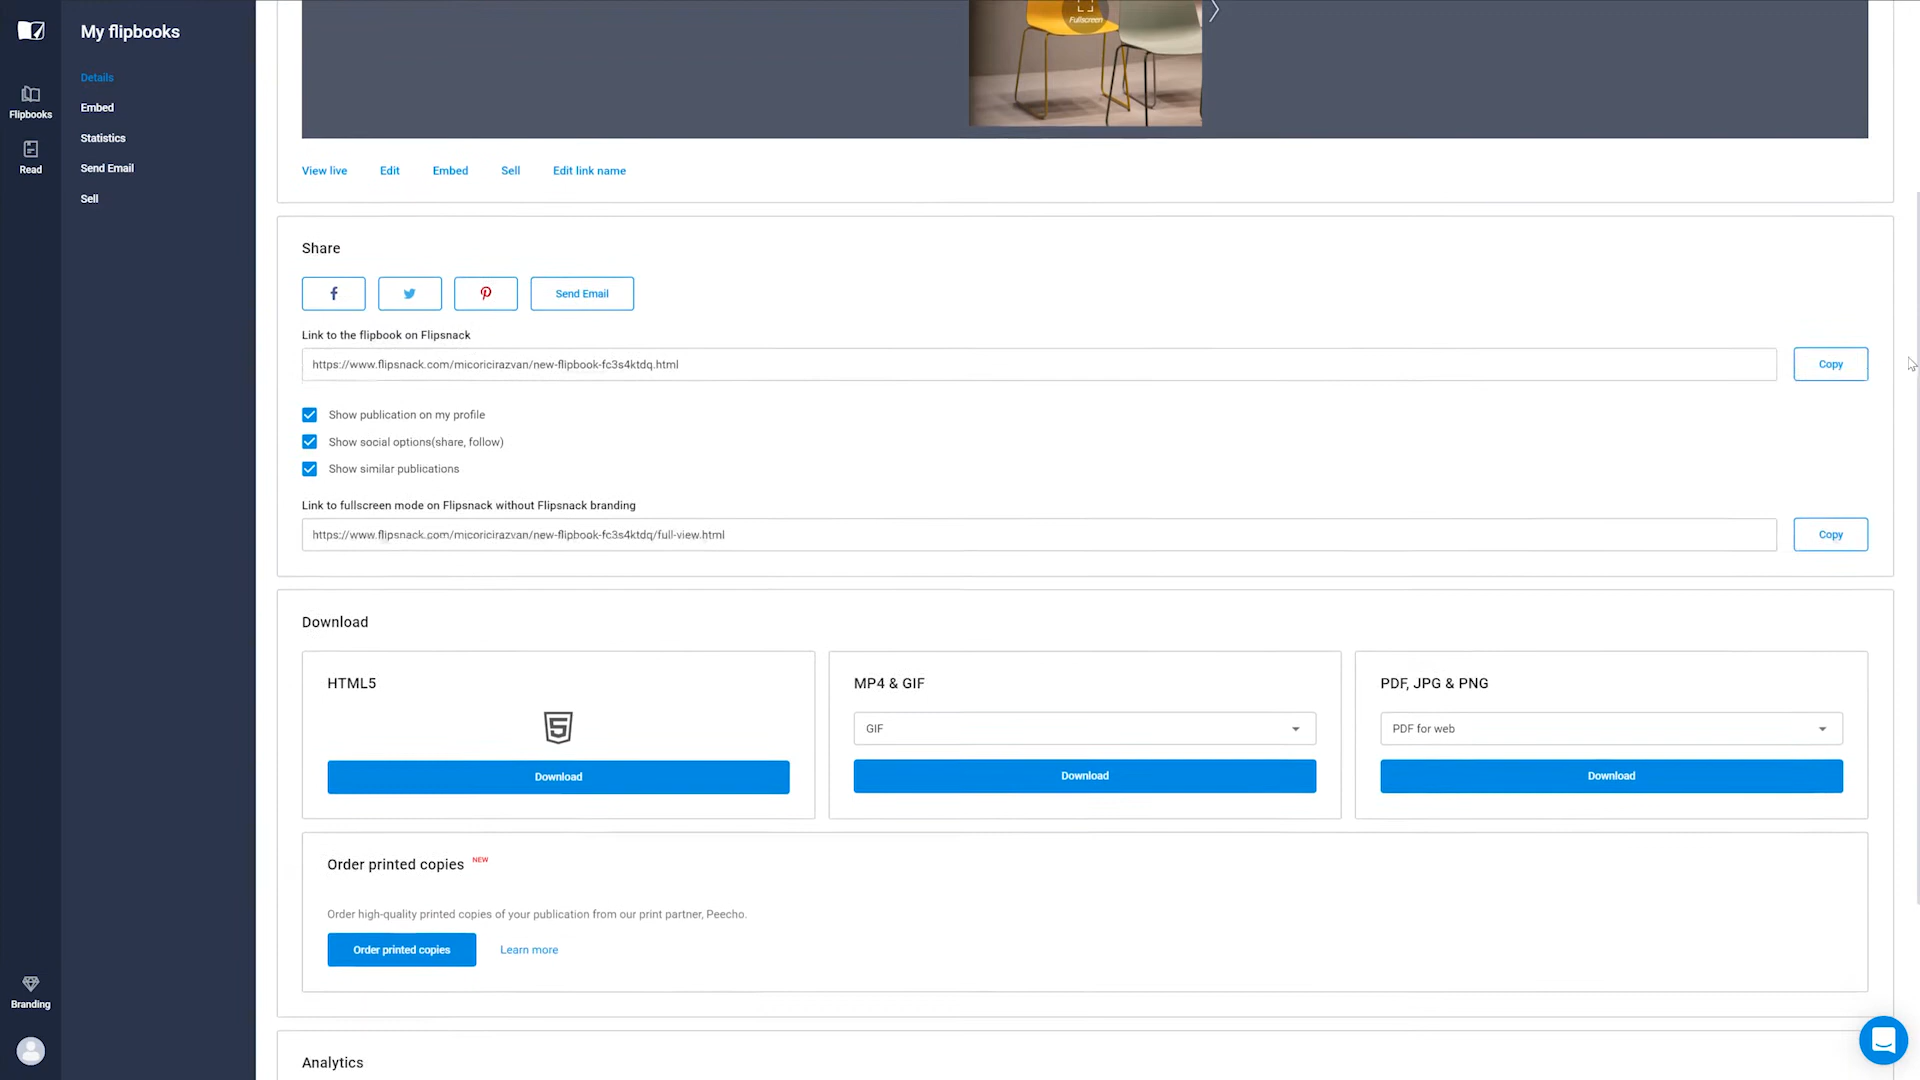 My flipbooks
Details
Embed
Statistics
Send Email
Sell
Flipbooks
Read
Branding
Fullscreen
View live Edit Embed Sell Edit link name
Share
Send Email
Link to the flipbook on Flipsnack
https://www.flipsnack.com/micoricirazvan/new-flipbook-fc3s4ktdq.html
Copy
Show publication on my profile
Show social options(share, follow)
Show similar publications
Link to fullscreen mode on Flipsnack without Flipsnack branding
https://www.flipsnack.com/micoricirazvan/new-flipbook-fc3s4ktdq/full-view.html
Copy
Download
HTML5
5
Download
MP4 & GIF
GIF
Download
PDF, JPG & PNG
PDF for web
Download
Order printed copies NEW
Order high-quality printed copies of your publication from our print partner, Peecho.
Order printed copies Learn more
Analytics